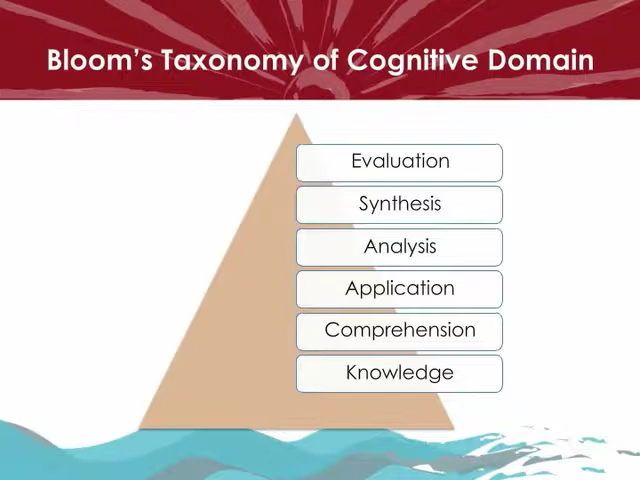 Bloom’s Taxonomy of Cognitive Domain
Evaluation
Synthesis
Analysis
Application
Comprehension
Knowledge